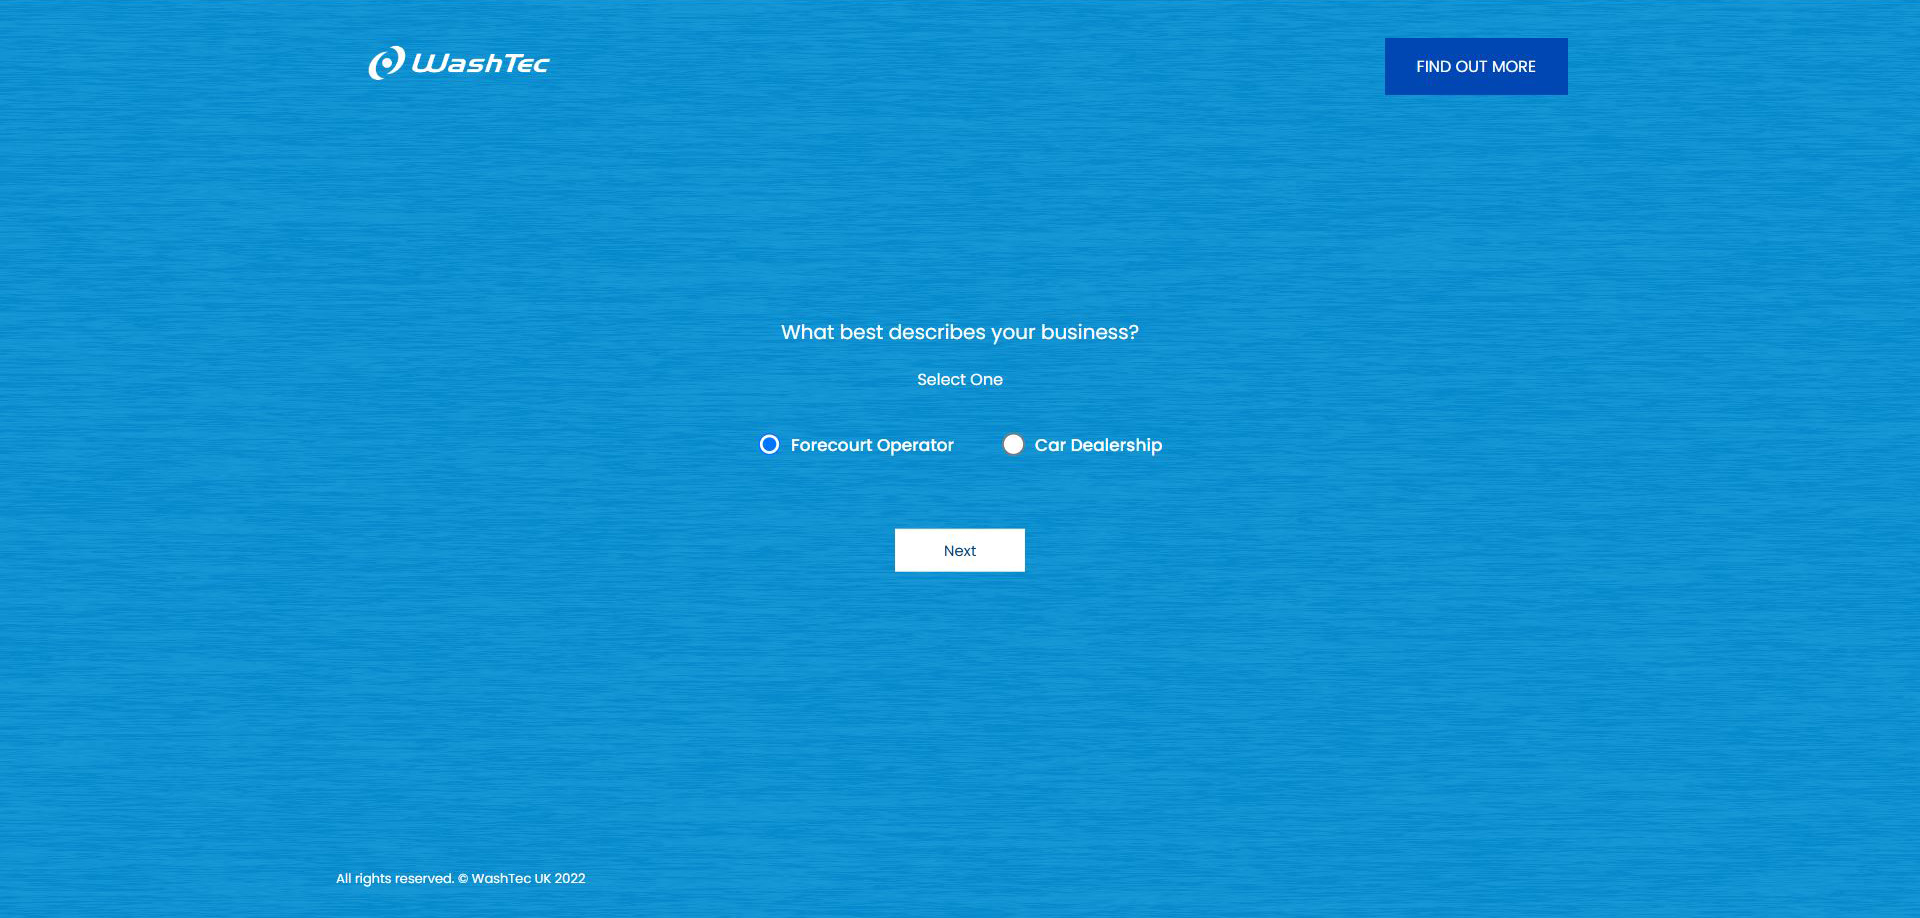 WashTec
FIND OUT MORE
What best describes your business?
Select One
Forecourt Operator
Car Dealership
Next
All rights reserved. © WashTec UK 2022